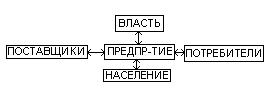 ВЛАСТЬ
ПОСТАВЩИКИ ПРЕДПР-ТИЕ ПОТРЕБИТЕЛИ
НАСЕЛЕНИЕ